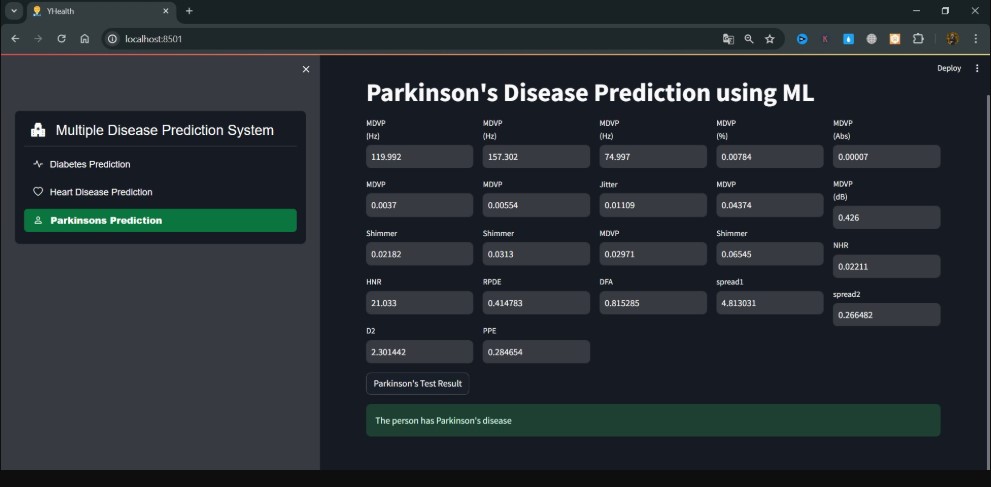 YHealth
localhost:8501
Deploy
Multiple Disease Prediction System
Diabetes Prediction
Heart Disease Prediction
Parkinsons Prediction
Parkinson's Disease Prediction using ML
MDVP (Hz) MDVP (Hz) MDVP (Hz) MDVP (%) MDVP (Abs)
119.992 157.302 74.997 0.00784 0.00007
MDVP MDVP Jitter MDVP MDVP (dB)
0.0037 0.00554 0.01109 0.04374 0.426
Shimmer Shimmer MDVP Shimmer NHR
0.02182 0.0313 0.02971 0.06545 0.02211
HNR RPDE DFA spread1 spread2
21.033 0.414783 0.815285 4.813031 0.266482
D2 PPE
2.301442 0.284654
Parkinson's Test Result
The person has Parkinson's disease